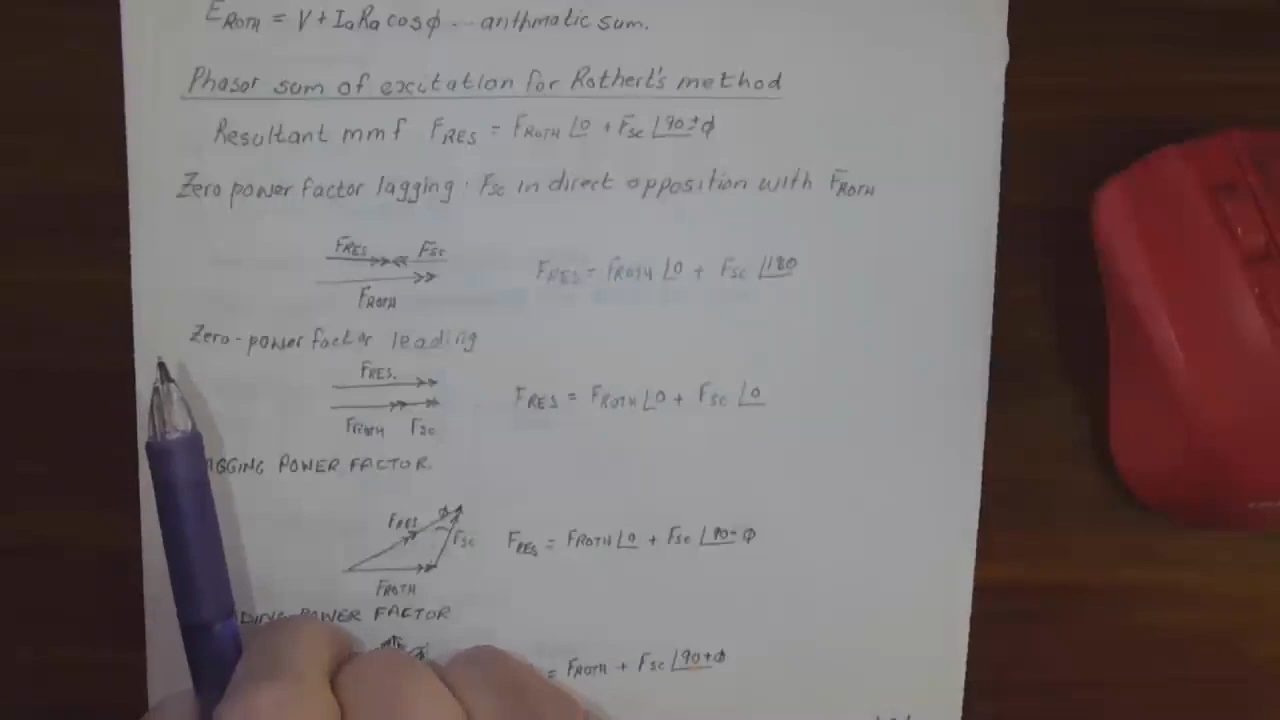 E_ROTH = V + IaRa cosφ ... arithmatic sum.
Phasor sum of excitation for Rothert's method
Resultant mmf F_RES = F_ROTH ∠0 + F_SC ∠90±φ
Zero power factor lagging: F_SC in direct opposition with F_ROTH
F_RES F_SC
F_ROTH
F_RES = F_ROTH ∠0 + F_SC ∠180
Zero-power factor leading
F_RES.
F_ROTH F_SC
F_RES = F_ROTH ∠0 + F_SC ∠0
AGGING POWER FACTOR.
F_RES φ F_SC
F_ROTH
F_RES = F_ROTH ∠0 + F_SC ∠90-φ
DING POWER FACTOR
φ
= F_ROTH + F_SC ∠90+φ